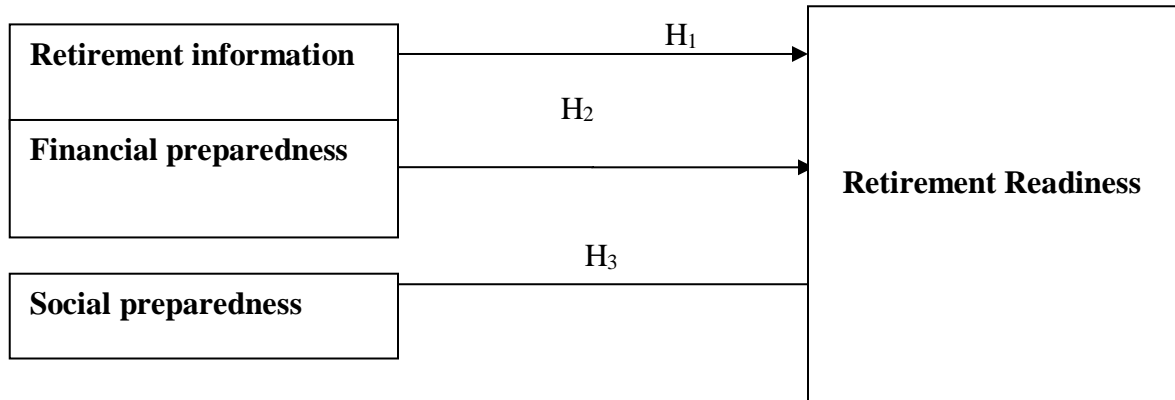 Retirement information
H₁
H₂
Financial preparedness
Retirement Readiness
H₃
Social preparedness